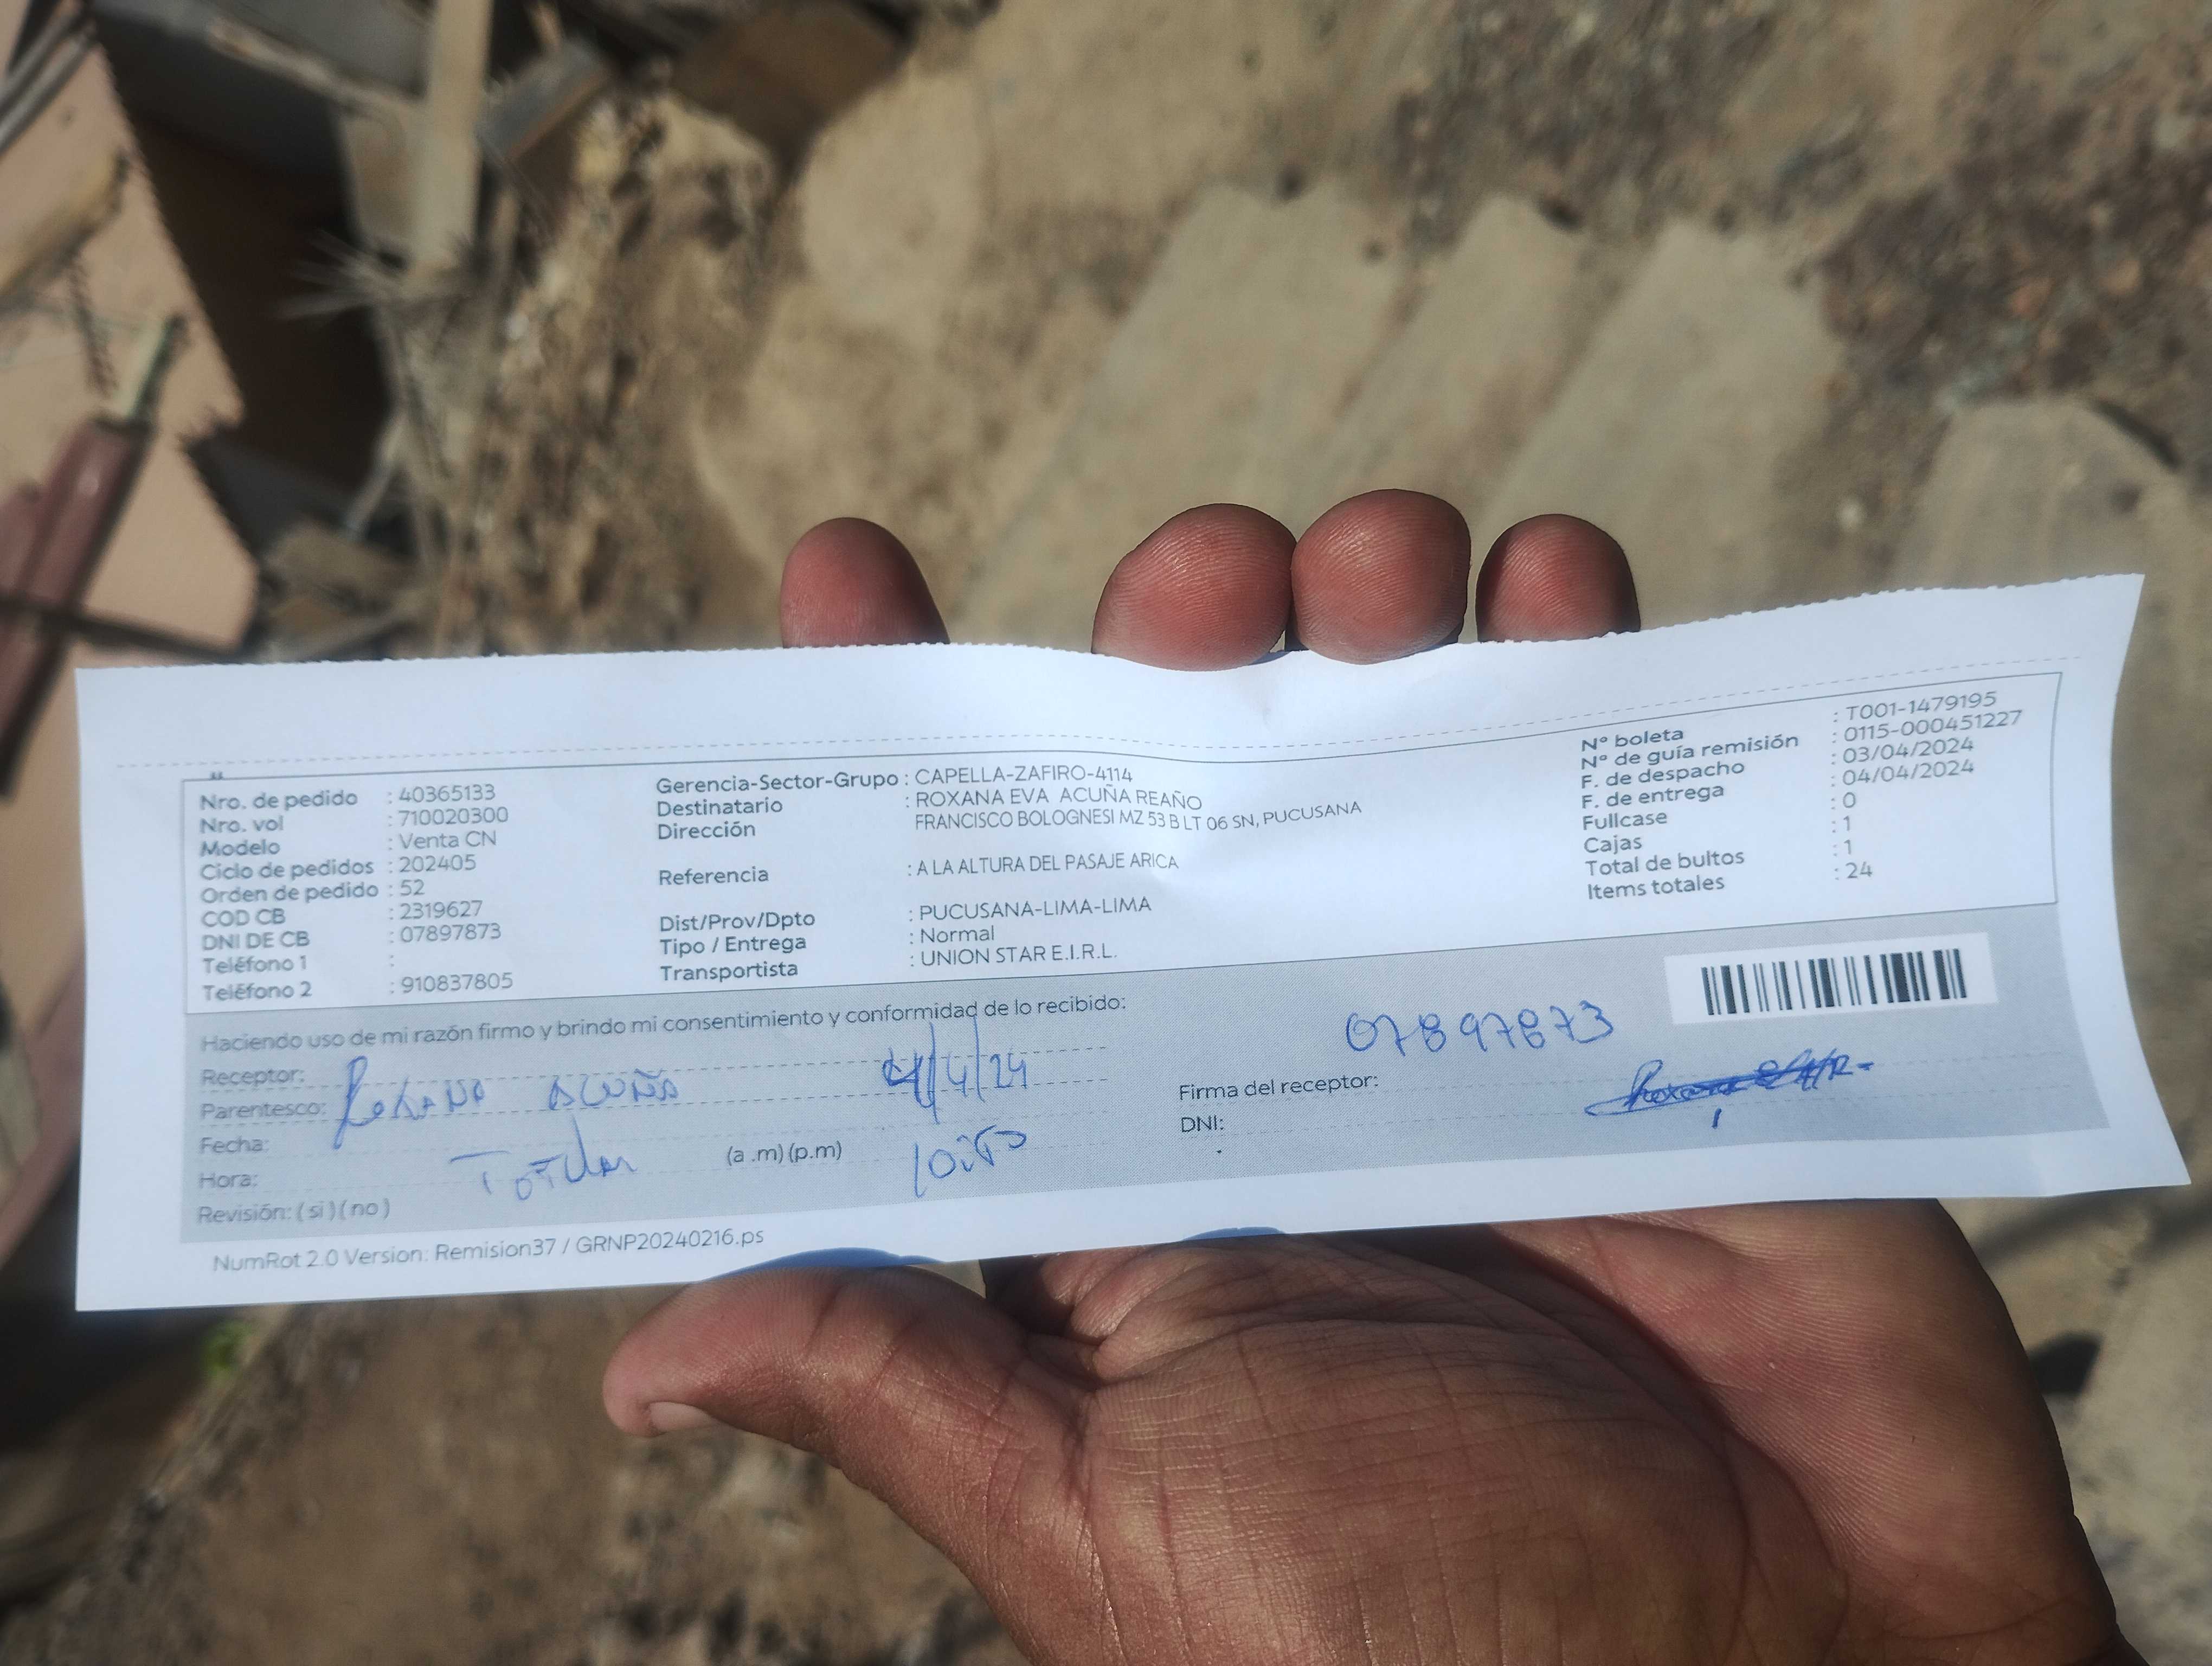 Nro. de pedido : 40365133
Nro. vol : 710020300
Modelo : Venta CN
Ciclo de pedidos : 202405
Orden de pedido : 52
COD CB : 2319627
DNI DE CB : 07897873
Teléfono 1 :
Teléfono 2 : 910837805
Gerencia-Sector-Grupo : CAPELLA-ZAFIRO-4114
Destinatario : ROXANA EVA ACUÑA REAÑO
Dirección FRANCISCO BOLOGNESI MZ 53 B LT 06 SN, PUCUSANA
Referencia : A LA ALTURA DEL PASAJE ARICA
Dist/Prov/Dpto : PUCUSANA-LIMA-LIMA
Tipo / Entrega : Normal
Transportista : UNION STAR E.I.R.L.
N° boleta : T001-1479195
N° de guía remisión : 0115-000451227
F. de despacho : 03/04/2024
F. de entrega : 04/04/2024
Fullcase : 0
Cajas : 1
Total de bultos : 1
Items totales : 24
Haciendo uso de mi razón firmo y brindo mi consentimiento y conformidad de lo recibido:
Receptor:
Parentesco: Roxana Acuña 4/4/24
Fecha:
Hora: Titular (a .m) (p.m)
Revisión: ( si ) ( no )
07897873
Firma del receptor:
DNI:
NumRot 2.0 Version: Remision37 / GRNP20240216.ps